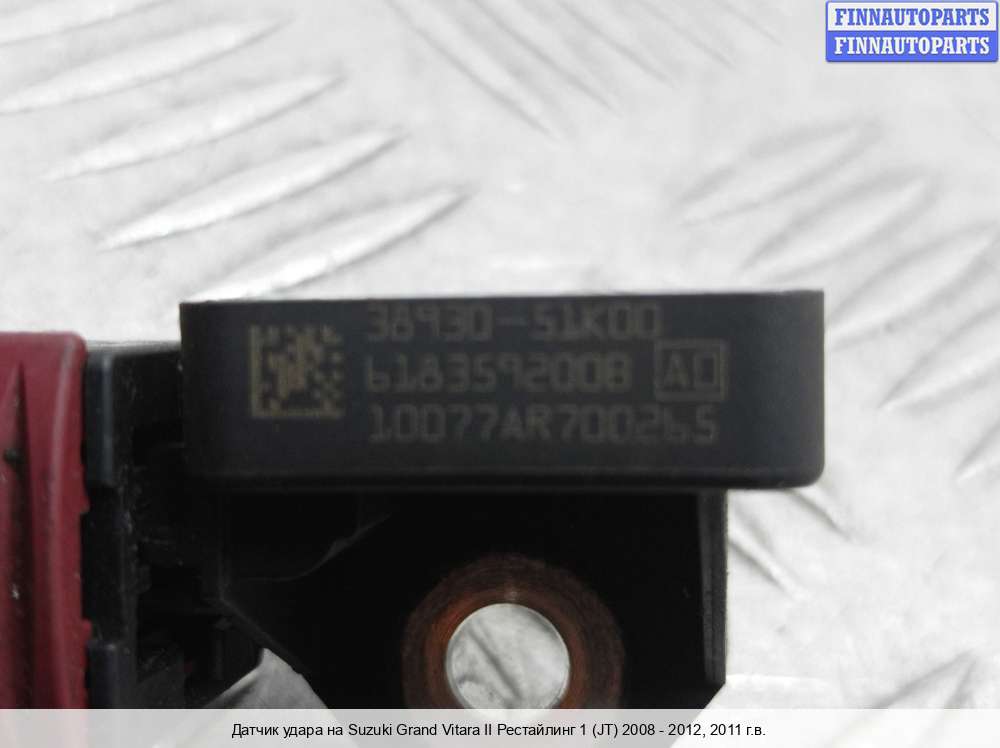 FINNAUTOPARTS
FINNAUTOPARTS
38930-51K00
6183592008 A0
10077AR700265
Датчик удара на Suzuki Grand Vitara II Рестайлинг 1 (JT) 2008 - 2012, 2011 г.в.